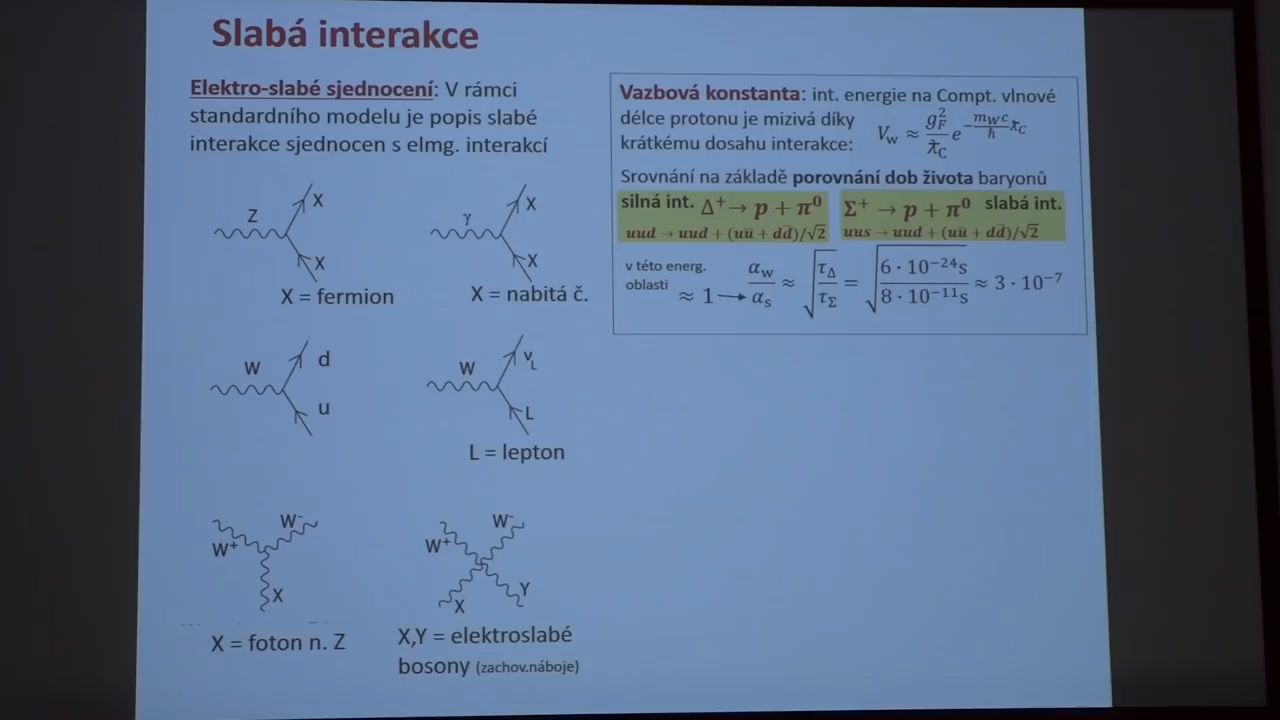 Slabá interakce
Elektro-slabé sjednocení: V rámci
standardního modelu je popis slabé
interakce sjednocen s elmg. interakcí
Z X X
X = fermion
γ X X
X = nabitá č.
W d u
W ν_L L
L = lepton
W⁺ W⁻ X
X = foton n. Z
W⁺ W⁻ X Y
X,Y = elektroslabé
bosony (zachov.náboje)
Vazbová konstanta: int. energie na Compt. vlnové
délce protonu je mizivá díky
krátkému dosahu interakce:
V_w ≈ g_F²/ƛ_C e^(−(m_W c/ħ) ƛ_C)
Srovnání na základě porovnání dob života baryonů
silná int. Δ⁺ → p + π⁰
uud → uud + (uū + dd̄)/√2
Σ⁺ → p + π⁰ slabá int.
uus → uud + (uū + dd̄)/√2
v této energ.
oblasti
≈ 1 → α_w/α_s ≈ √(τ_Δ/τ_Σ) = √(6 · 10⁻²⁴s/8 · 10⁻¹¹s) ≈ 3 · 10⁻⁷